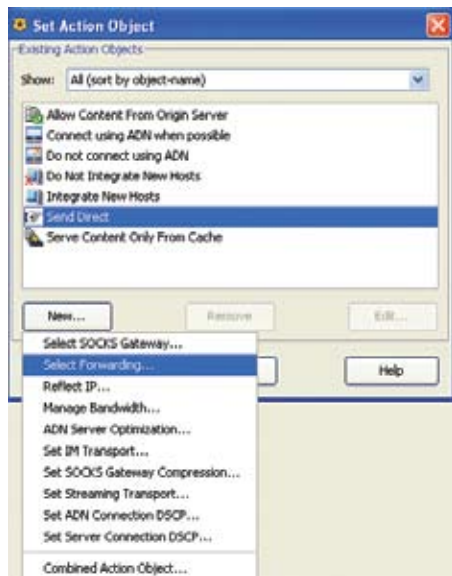 Set Action Object
Existing Action Objects
Show: All (sort by object-name)
Allow Content From Origin Server
Connect using ADN when possible
Do not connect using ADN
Do Not Integrate New Hosts
Integrate New Hosts
Send Direct
Serve Content Only From Cache
New... Remove Edit...
Select SOCKS Gateway...
Select Forwarding...
Help
Reflect IP...
Manage Bandwidth...
ADN Server Optimization...
Set IM Transport...
Set SOCKS Gateway Compression...
Set Streaming Transport...
Set ADN Connection DSCP...
Set Server Connection DSCP...
Combined Action Object...